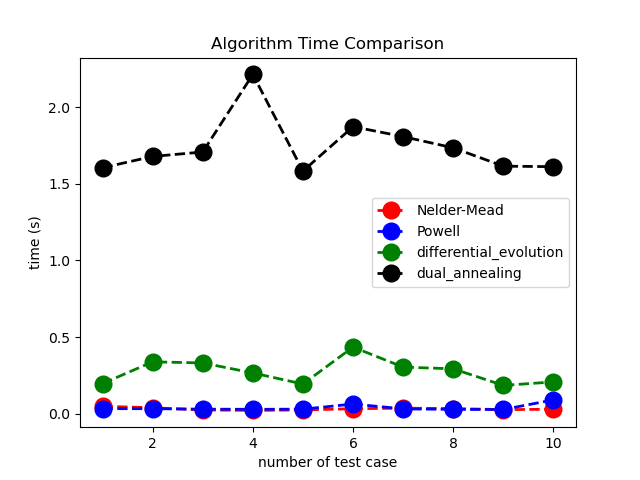 Algorithm Time Comparison
time (s)
2.0
1.5
1.0
0.5
0.0
Nelder-Mead
Powell
differential_evolution
dual_annealing
2 4 6 8 10
number of test case